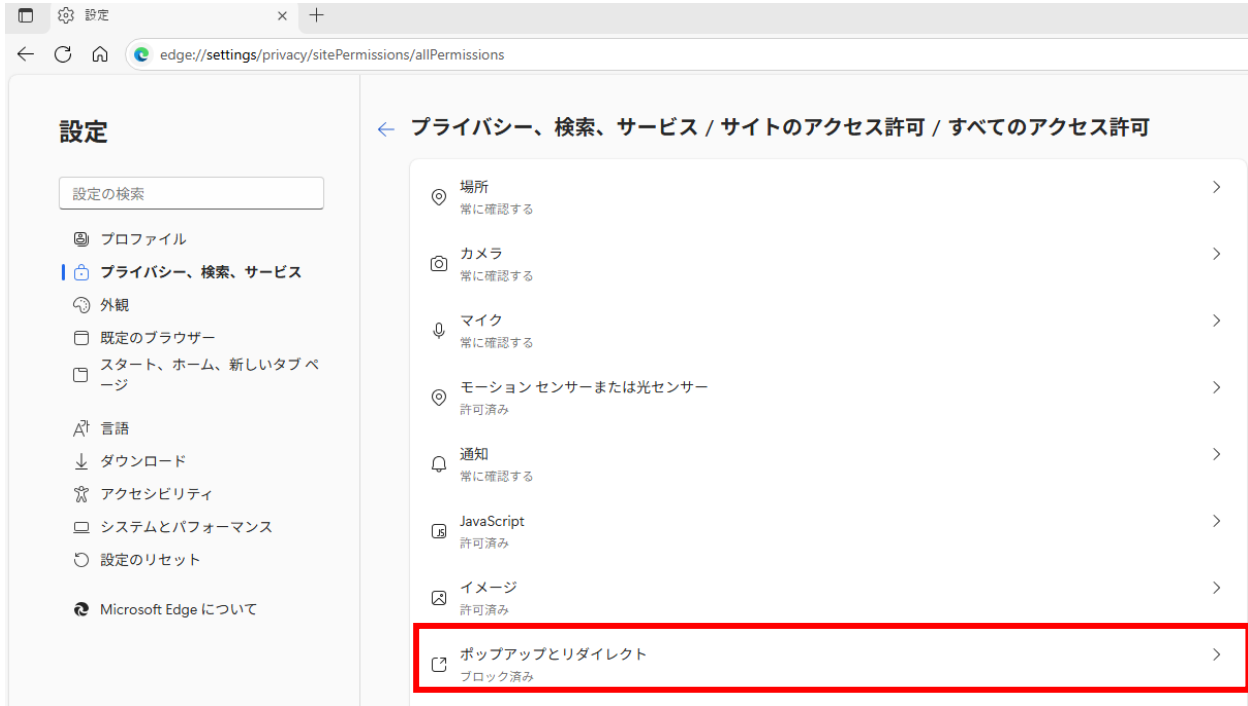 設定
edge://settings/privacy/sitePermissions/allPermissions
設定
設定の検索
プロファイル
プライバシー、検索、サービス
外観
既定のブラウザー
スタート、ホーム、新しいタブ ペ
ージ
言語
ダウンロード
アクセシビリティ
システムとパフォーマンス
設定のリセット
Microsoft Edge について
プライバシー、検索、サービス / サイトのアクセス許可 / すべてのアクセス許可
場所
常に確認する
カメラ
常に確認する
マイク
常に確認する
モーション センサーまたは光センサー
許可済み
通知
常に確認する
JavaScript
許可済み
イメージ
許可済み
ポップアップとリダイレクト
ブロック済み